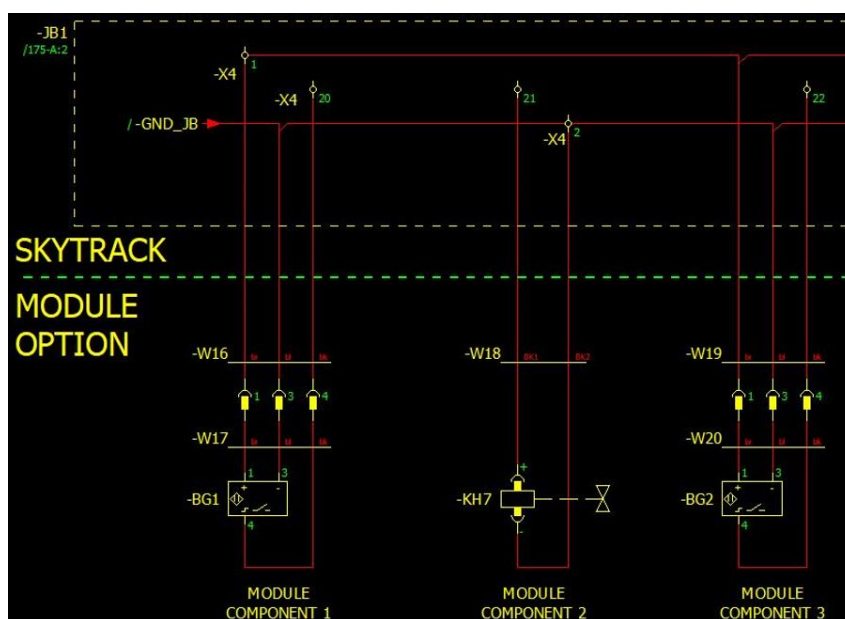 -JB1
/175-A:2
1
-X4
-X4
20
21
22
/ -GND_JB
-X4
2
SKYTRACK
MODULE
OPTION
-W16
-W18
BK1
BK2
-W19
1
3
4
1
3
4
-W17
-W20
1
3
+
-
-BG1
4
+
-KH7
-
1
3
+
-
-BG2
4
MODULE
COMPONENT 1
MODULE
COMPONENT 2
MODULE
COMPONENT 3